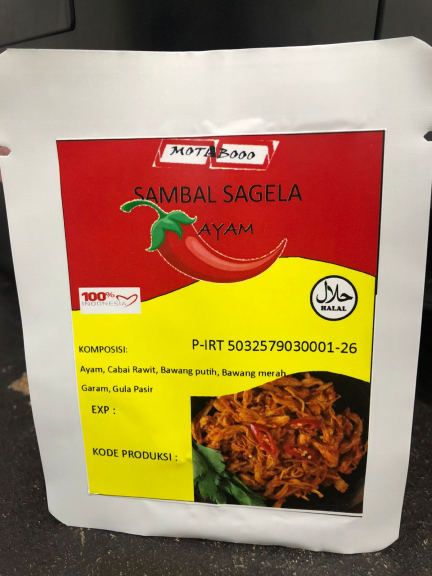 MOTABOOO
SAMBAL SAGELA
AYAM
100%
INDONESIA
حلال
HALAL
P-IRT 5032579030001-26
KOMPOSISI:
Ayam, Cabai Rawit, Bawang putih, Bawang merah
Garam, Gula Pasir
EXP :
KODE PRODUKSI :